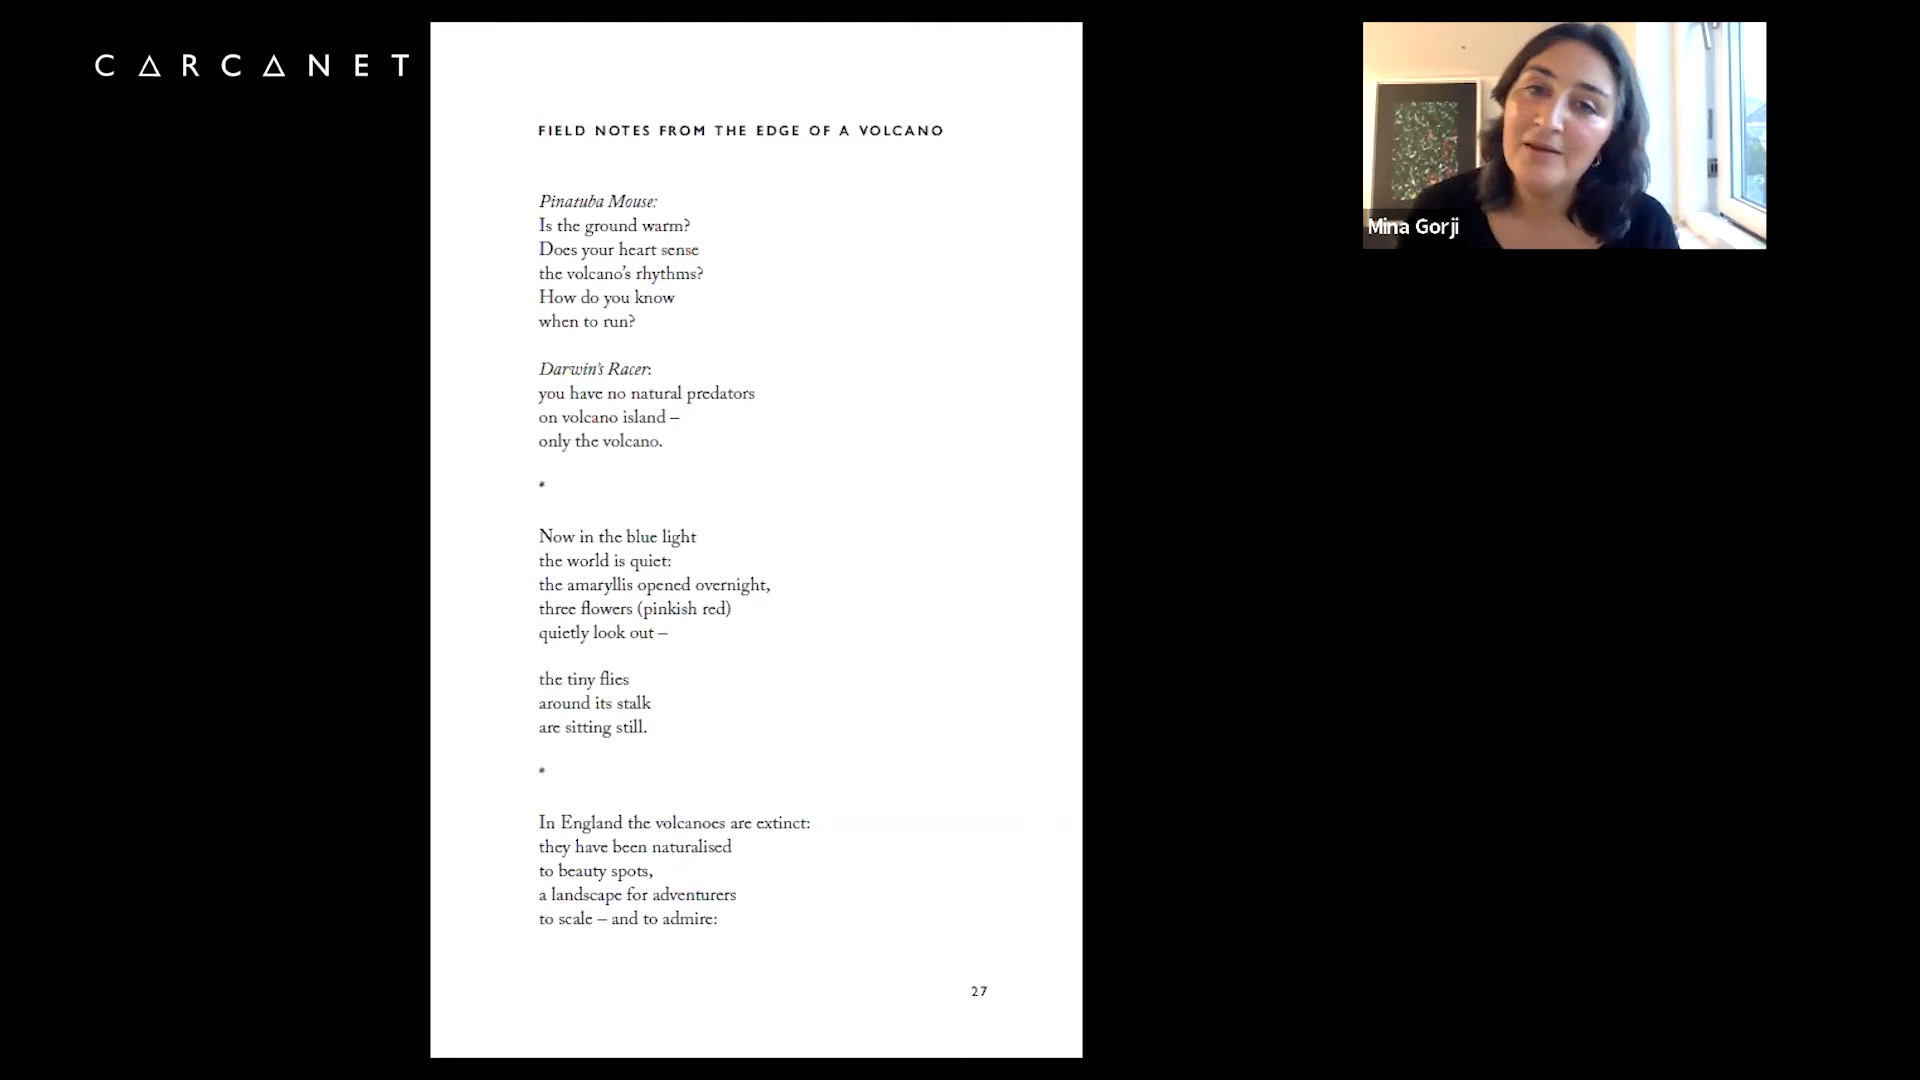 CARCANET
FIELD NOTES FROM THE EDGE OF A VOLCANO
Pinatuba Mouse:
Is the ground warm?
Does your heart sense
the volcano’s rhythms?
How do you know
when to run?
Darwin’s Racer:
you have no natural predators
on volcano island –
only the volcano.
*
Now in the blue light
the world is quiet:
the amaryllis opened overnight,
three flowers (pinkish red)
quietly look out –
the tiny flies
around its stalk
are sitting still.
*
In England the volcanoes are extinct:
they have been naturalised
to beauty spots,
a landscape for adventurers
to scale – and to admire:
27
Mina Gorji